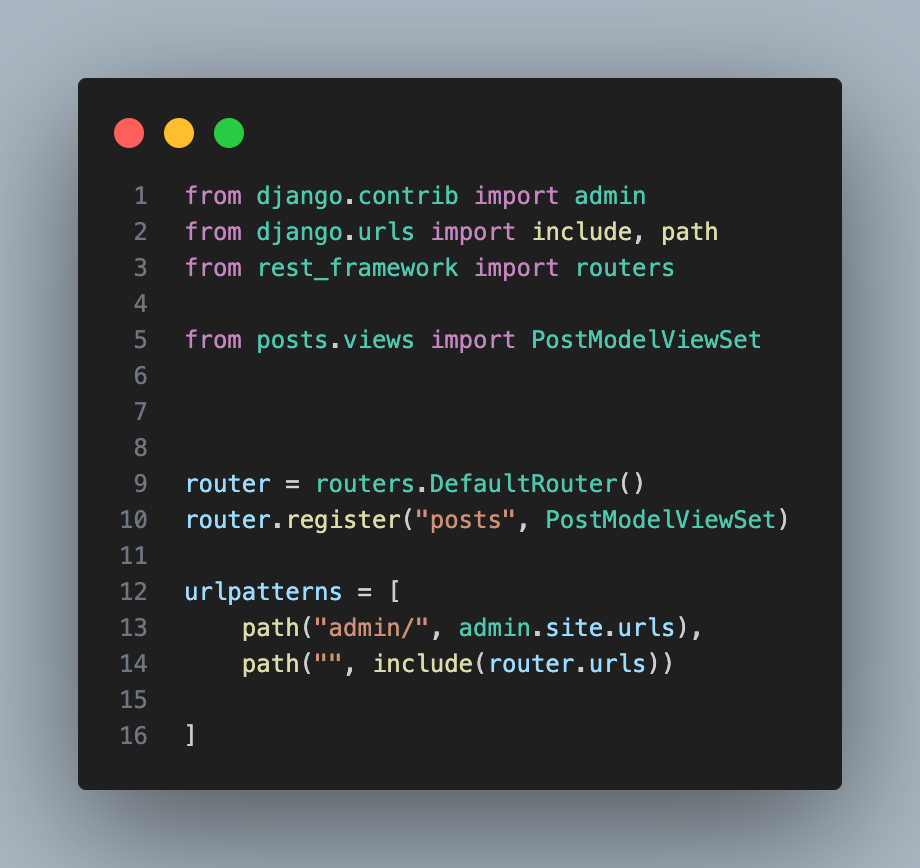 1 from django.contrib import admin
2 from django.urls import include, path
3 from rest_framework import routers
4
5 from posts.views import PostModelViewSet
6
7
8
9 router = routers.DefaultRouter()
10 router.register("posts", PostModelViewSet)
11
12 urlpatterns = [
13     path("admin/", admin.site.urls),
14     path("", include(router.urls))
15
16 ]